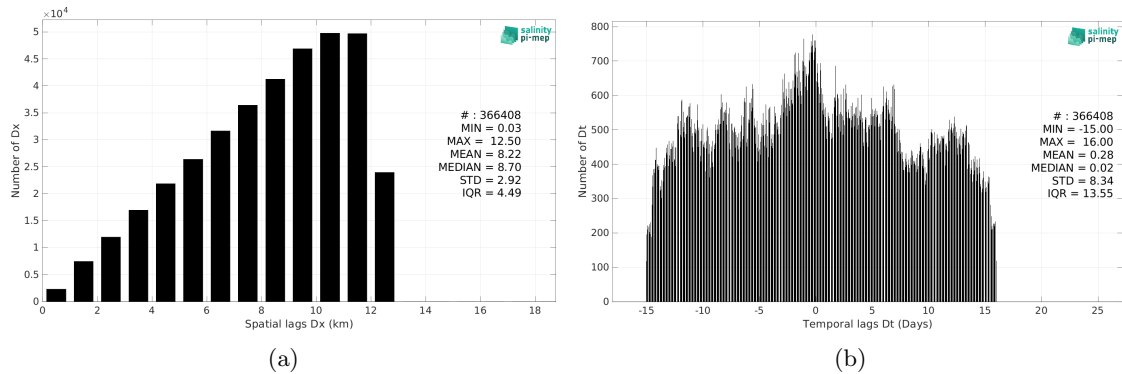 ×10⁴
5
4.5
4
3.5
3
2.5
2
1.5
1
0.5
0
Number of Dx
0 2 4 6 8 10 12 14 16 18
Spatial lags Dx (km)
salinity
pi-mep
# : 366408
MIN = 0.03
MAX = 12.50
MEAN = 8.22
MEDIAN = 8.70
STD = 2.92
IQR = 4.49
(a)
800
700
600
500
400
300
200
100
0
Number of Dt
-15 -10 -5 0 5 10 15 20 25
Temporal lags Dt (Days)
salinity
pi-mep
# : 366408
MIN = -15.00
MAX = 16.00
MEAN = 0.28
MEDIAN = 0.02
STD = 8.34
IQR = 13.55
(b)